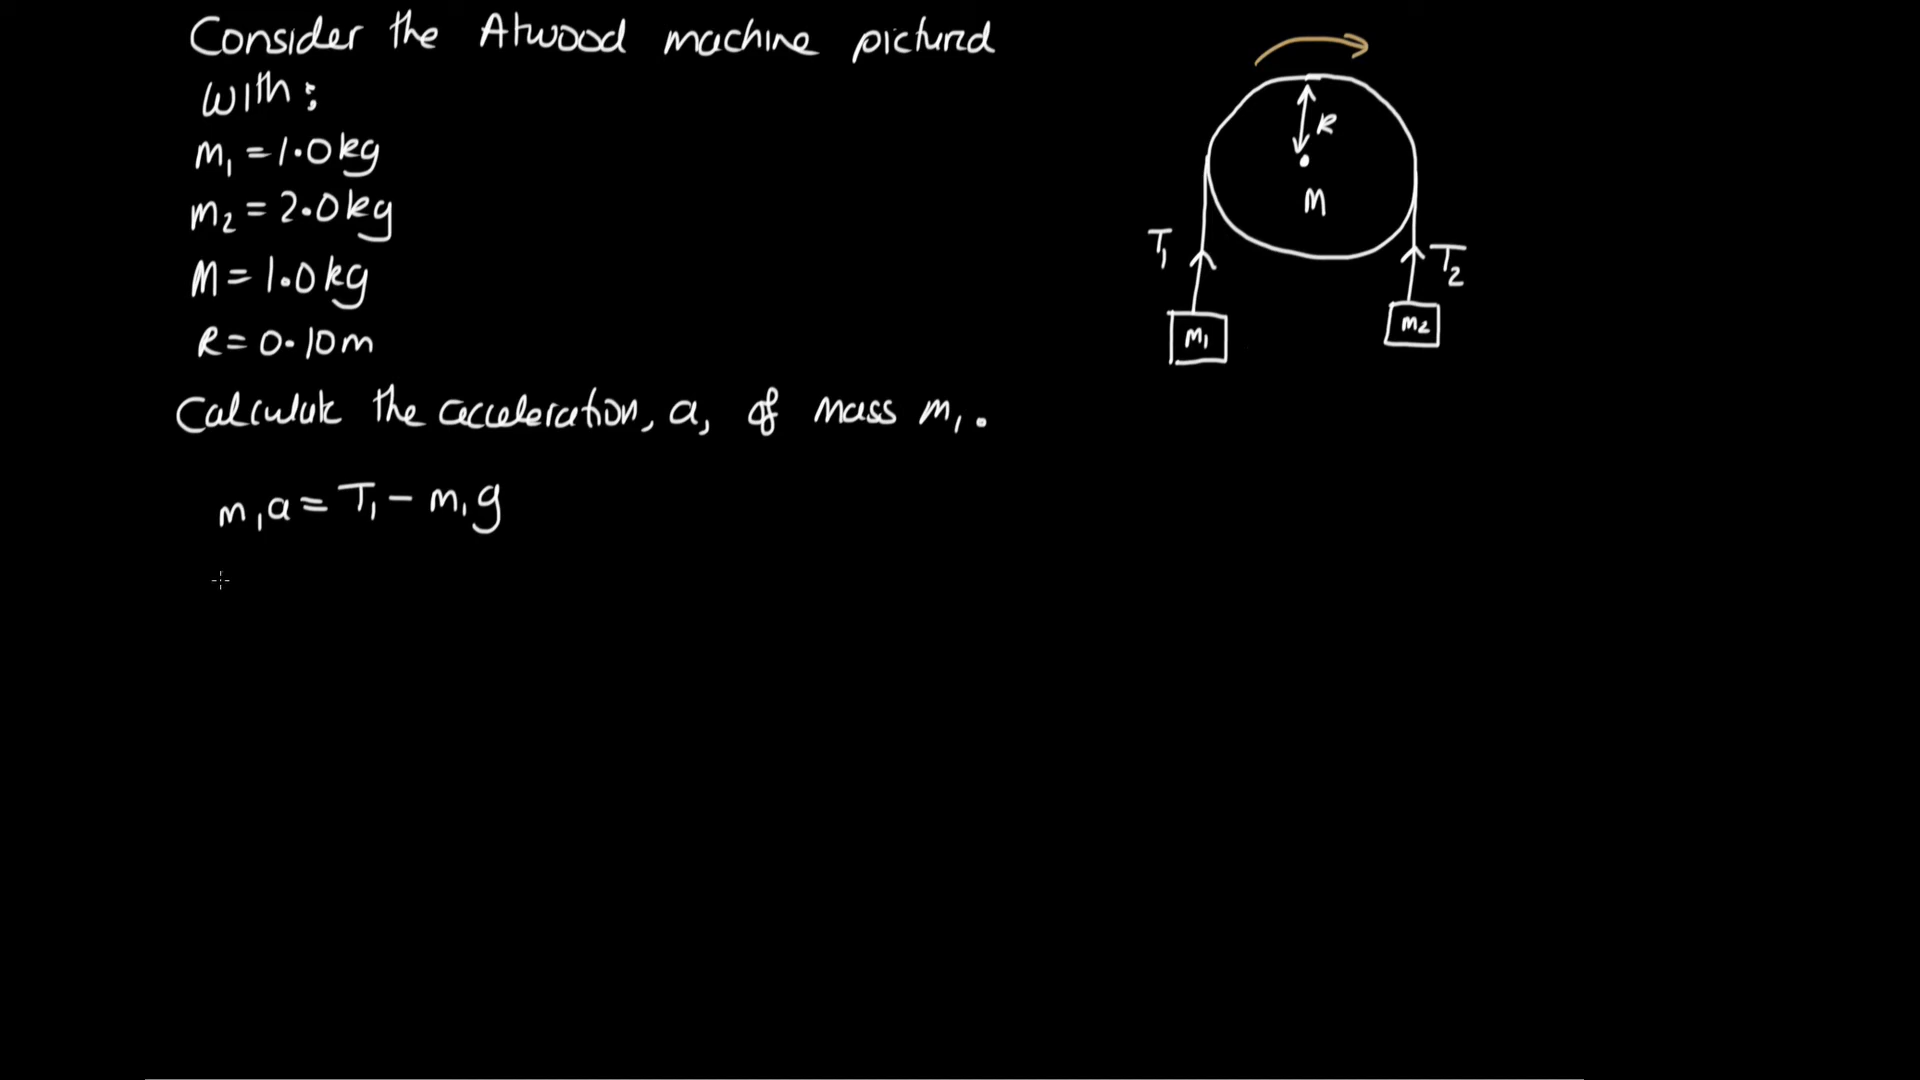 Consider the Atwood machine pictured
with:
m₁ = 1.0kg
m₂ = 2.0kg
M = 1.0kg
R = 0.10m
Calculate the acceleration, a, of mass m₁.
m₁a = T₁ - m₁g
R
M
T₁
T₂
m₁
m₂